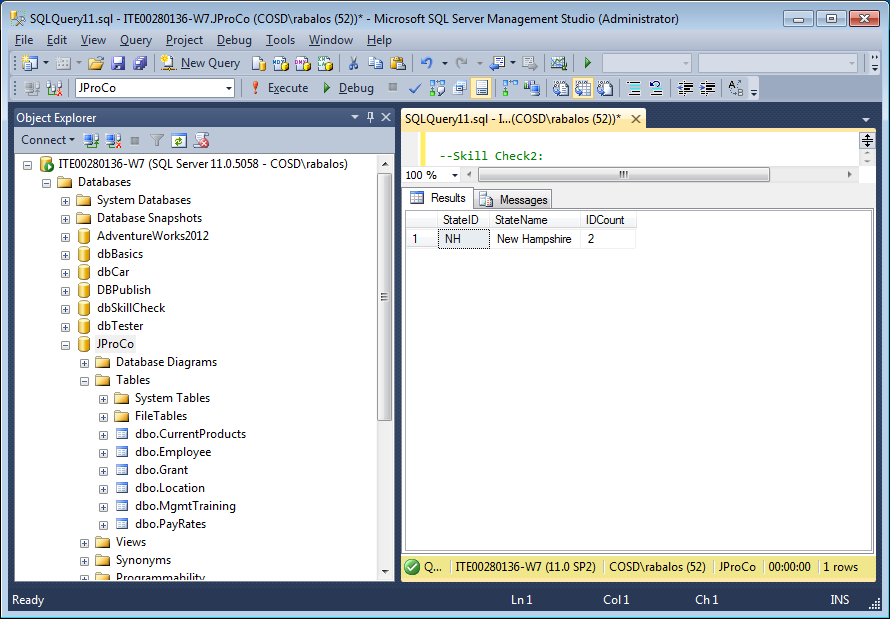 SQLQuery11.sql - ITE00280136-W7.JProCo (COSD\rabalos (52))* - Microsoft SQL Server Management Studio (Administrator)
File Edit View Query Project Debug Tools Window Help
New Query
JProCo Execute Debug
Object Explorer
Connect
ITE00280136-W7 (SQL Server 11.0.5058 - COSD\rabalos)
Databases
System Databases
Database Snapshots
AdventureWorks2012
dbBasics
dbCar
DBPublish
dbSkillCheck
dbTester
JProCo
Database Diagrams
Tables
System Tables
FileTables
dbo.CurrentProducts
dbo.Employee
dbo.Grant
dbo.Location
dbo.MgmtTraining
dbo.PayRates
Views
Synonyms
Programmability
SQLQuery11.sql - I...(COSD\rabalos (52))*
--Skill Check2:
100 %
Results Messages
StateID StateName IDCount
1 NH New Hampshire 2
Q... ITE00280136-W7 (11.0 SP2) COSD\rabalos (52) JProCo 00:00:00 1 rows
Ready Ln 1 Col 1 Ch 1 INS